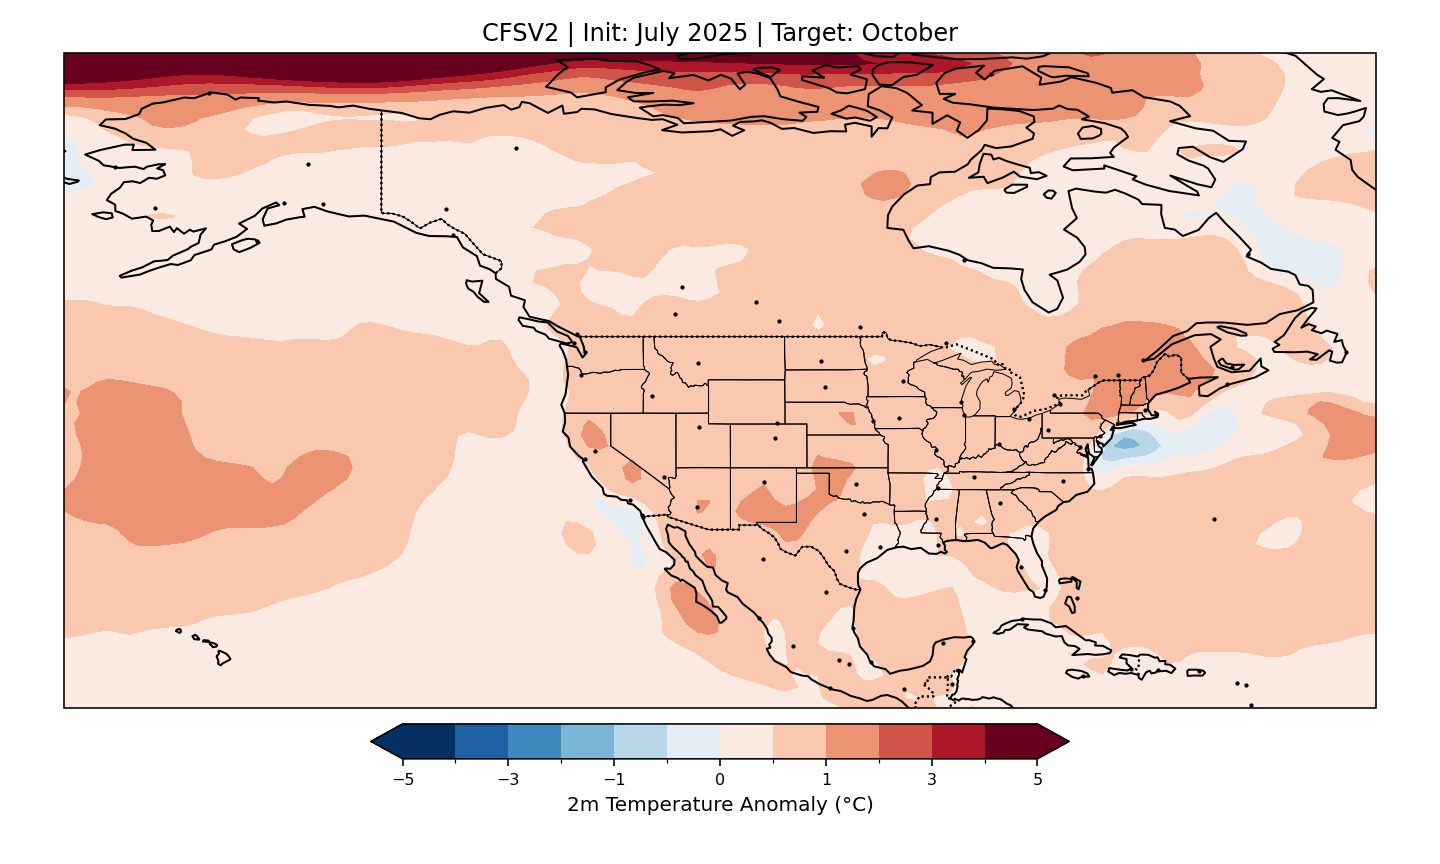 CFSV2 | Init: July 2025 | Target: October
−5 −3 −1 0 1 3 5
2m Temperature Anomaly (°C)